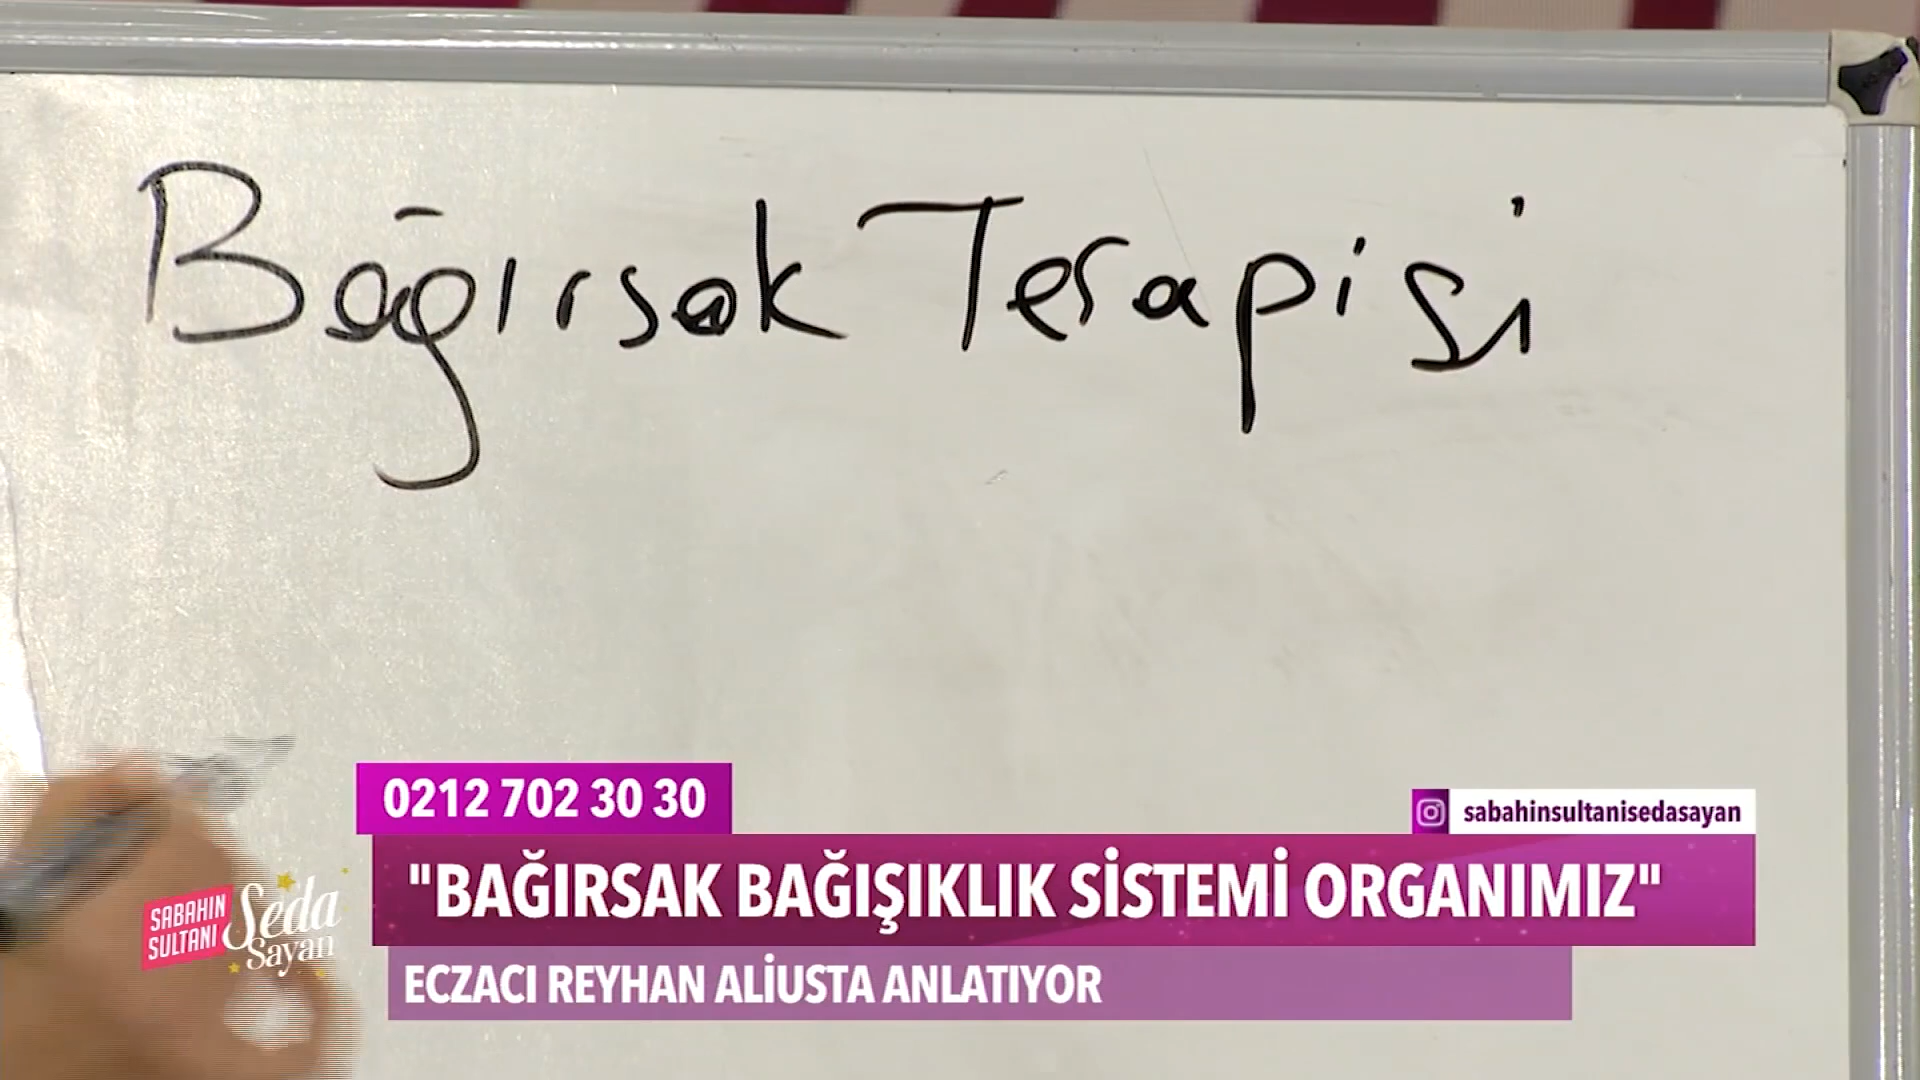 Bağırsak Terapisi
0212 702 30 30
sabahinsultanisedasayan
"BAĞIRSAK BAĞIŞIKLIK SİSTEMİ ORGANIMIZ"
SABAHIN
SULTANI
Seda
Sayan
ECZACI REYHAN ALİUSTA ANLATIYOR